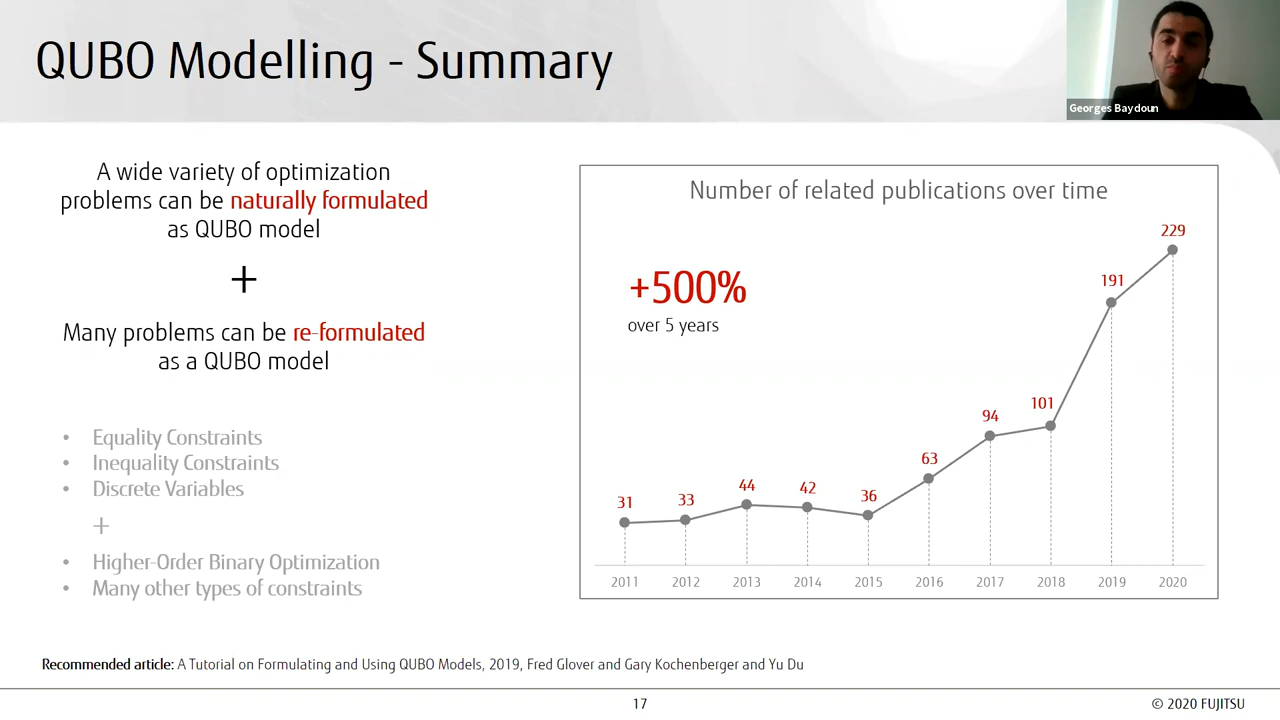 QUBO Modelling - Summary
Georges Baydoun
A wide variety of optimization
problems can be naturally formulated
as QUBO model
+
Many problems can be re-formulated
as a QUBO model
• Equality Constraints
• Inequality Constraints
• Discrete Variables
+
• Higher-Order Binary Optimization
• Many other types of constraints
Number of related publications over time
+500%
over 5 years
31 33 44 42 36 63 94 101 191 229
2011 2012 2013 2014 2015 2016 2017 2018 2019 2020
Recommended article: A Tutorial on Formulating and Using QUBO Models, 2019, Fred Glover and Gary Kochenberger and Yu Du
17
© 2020 FUJITSU